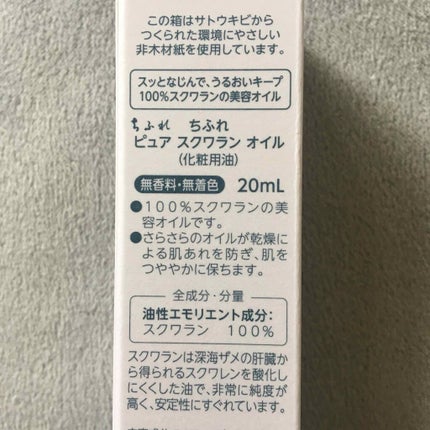 この箱はサトウキビから
つくられた環境にやさしい
非木材紙を使用しています。
スッとなじんで、うるおいキープ
100%スクワランの美容オイル
ちふれ ちふれ
ピュア スクワラン オイル
(化粧用油)
無香料・無着色 20mL
●100%スクワランの美
容オイルです。
●さらさらのオイルが乾燥に
よる肌あれを防ぎ、肌を
つややかに保ちます。
全成分・分量
油性エモリエント成分:
スクワラン 100%
スクワランは深海ザメの肝臓か
ら得られるスクワレンを酸化し
にくくした油で、非常に純度が
高く、安定性にすぐれています。